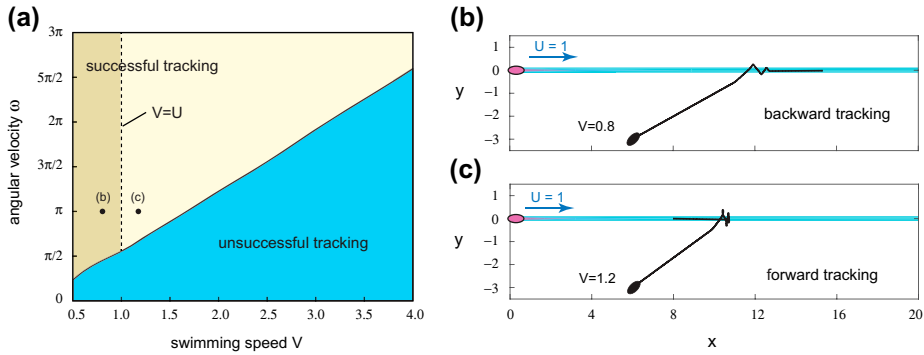 (a)
3π
5π/2
2π
3π/2
π
π/2
0
angular velocity ω
successful tracking
V=U
(b)
(c)
unsuccessful tracking
0.5
1.0
1.5
2.0
2.5
3.0
3.5
4.0
swimming speed V
(b)
U = 1
1
0
−1
−2
−3
y
V=0.8
backward tracking
(c)
U = 1
1
0
−1
−2
−3
y
V=1.2
forward tracking
0
4
8
12
16
20
x